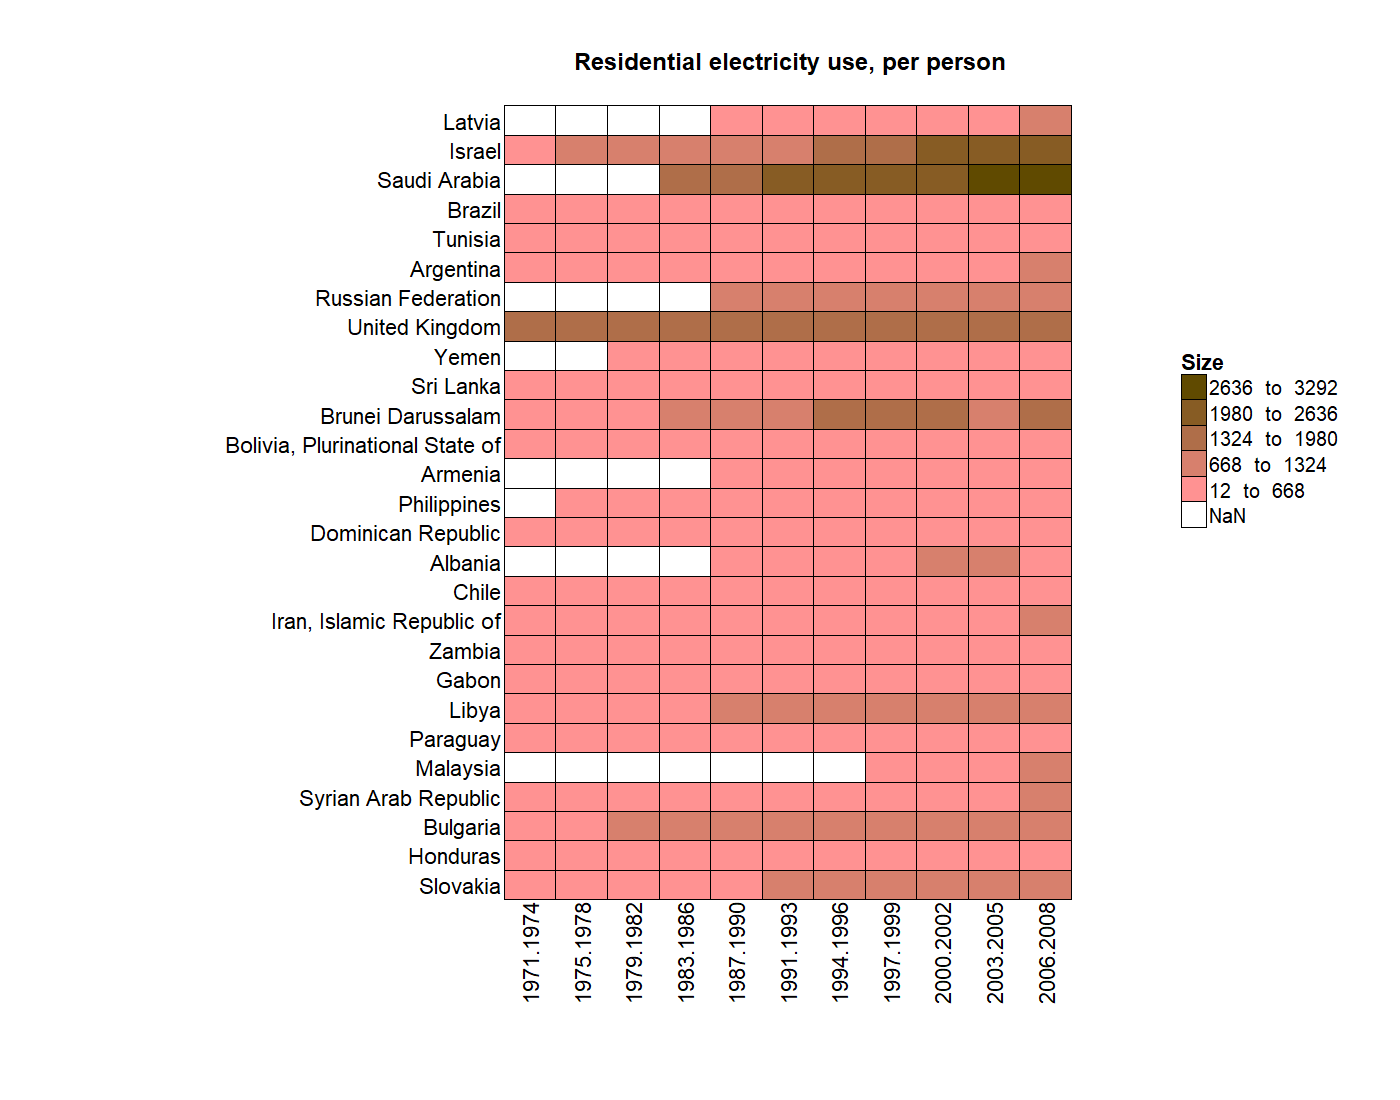 Residential electricity use, per person
Latvia
Israel
Saudi Arabia
Brazil
Tunisia
Argentina
Russian Federation
United Kingdom
Yemen
Sri Lanka
Brunei Darussalam
Bolivia, Plurinational State of
Armenia
Philippines
Dominican Republic
Albania
Chile
Iran, Islamic Republic of
Zambia
Gabon
Libya
Paraguay
Malaysia
Syrian Arab Republic
Bulgaria
Honduras
Slovakia
1971.1974
1975.1978
1979.1982
1983.1986
1987.1990
1991.1993
1994.1996
1997.1999
2000.2002
2003.2005
2006.2008
Size
2636 to 3292
1980 to 2636
1324 to 1980
668 to 1324
12 to 668
NaN